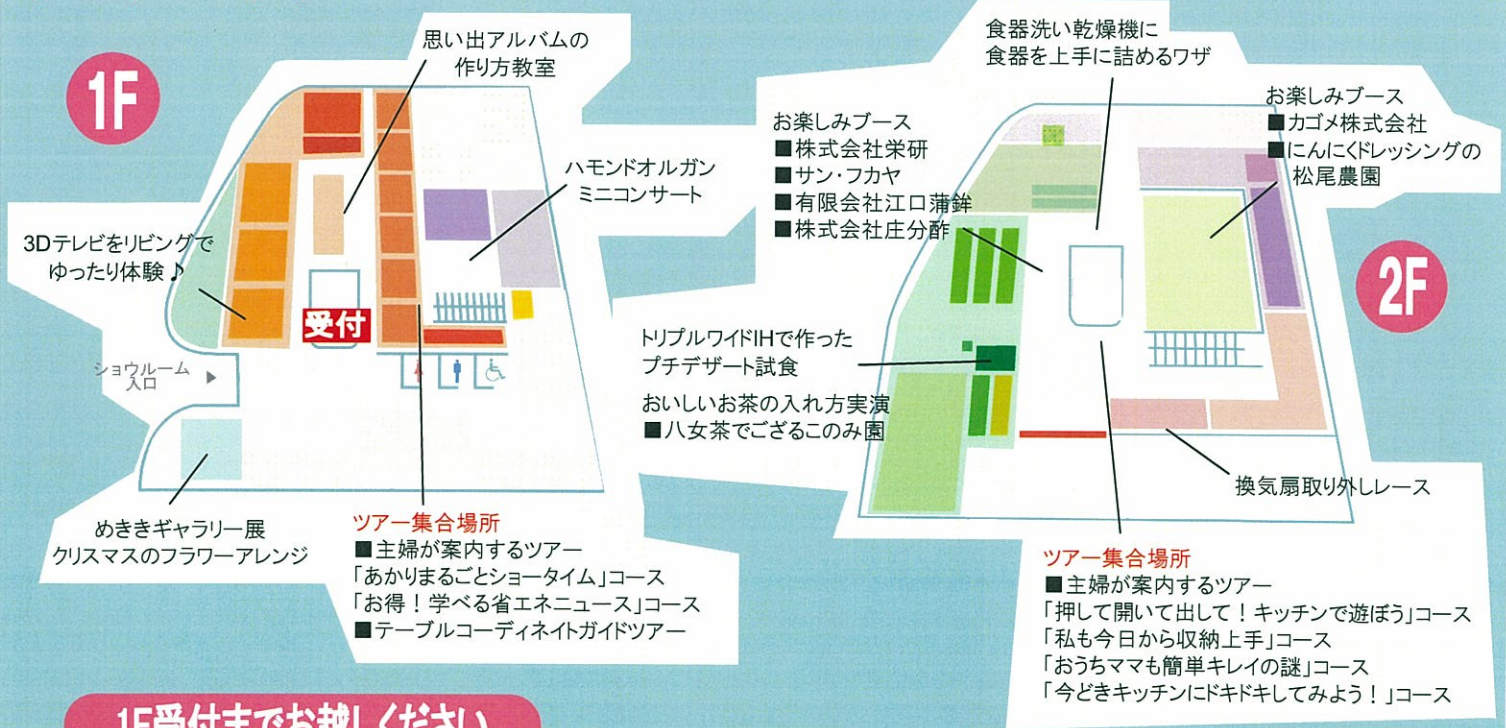 1F
思い出アルバムの
作り方教室
ハモンドオルガン
ミニコンサート
3Dテレビをリビングで
ゆったり体験♪
受付
ショウルーム
入口 ▶
めききギャラリー展
クリスマスのフラワーアレンジ
ツアー集合場所
■主婦が案内するツアー
「あかりまるごとショータイム」コース
「お得！学べる省エネニュース」コース
■テーブルコーディネイトガイドツアー
2F
食器洗い乾燥機に
食器を上手に詰めるワザ
お楽しみブース
■株式会社栄研
■サン・フカヤ
■有限会社江口蒲鉾
■株式会社庄分酢
お楽しみブース
■カゴメ株式会社
■にんにくドレッシングの
松尾農園
トリプルワイドIHで作った
プチデザート試食
おいしいお茶の入れ方実演
■八女茶でござるこのみ園
換気扇取り外しレース
ツアー集合場所
■主婦が案内するツアー
「押して開いて出して！キッチンで遊ぼう」コース
「私も今日から収納上手」コース
「おうちママも簡単キレイの謎」コース
「今どきキッチンにドキドキしてみよう！」コース
1F受付までお越しください